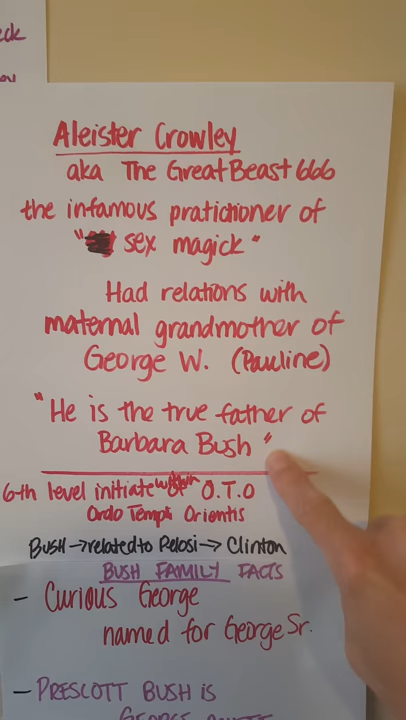 eck
Aleister Crowley
aka The Great Beast 666
the infamous pratichioner of
" sex magick"
Had relations with
maternal grandmother of
George W. (Pauline)
"He is the true father of
Barbara Bush"
6th level initiate within O.T.O
Ordo Templi Orientis
Bush → related to Pelosi → Clinton
BUSH FAMILY FACTS
- Curious George
named for George Sr.
- PRESCOTT BUSH is